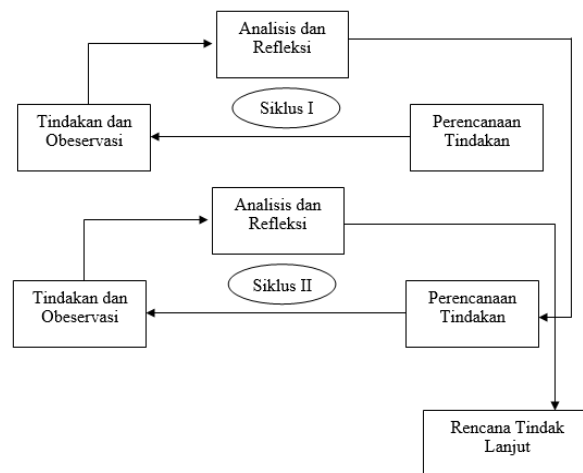 Analisis dan
Refleksi
Siklus I
Tindakan dan
Obeservasi
Perencanaan
Tindakan
Analisis dan
Refleksi
Siklus II
Tindakan dan
Obeservasi
Perencanaan
Tindakan
Rencana Tindak
Lanjut